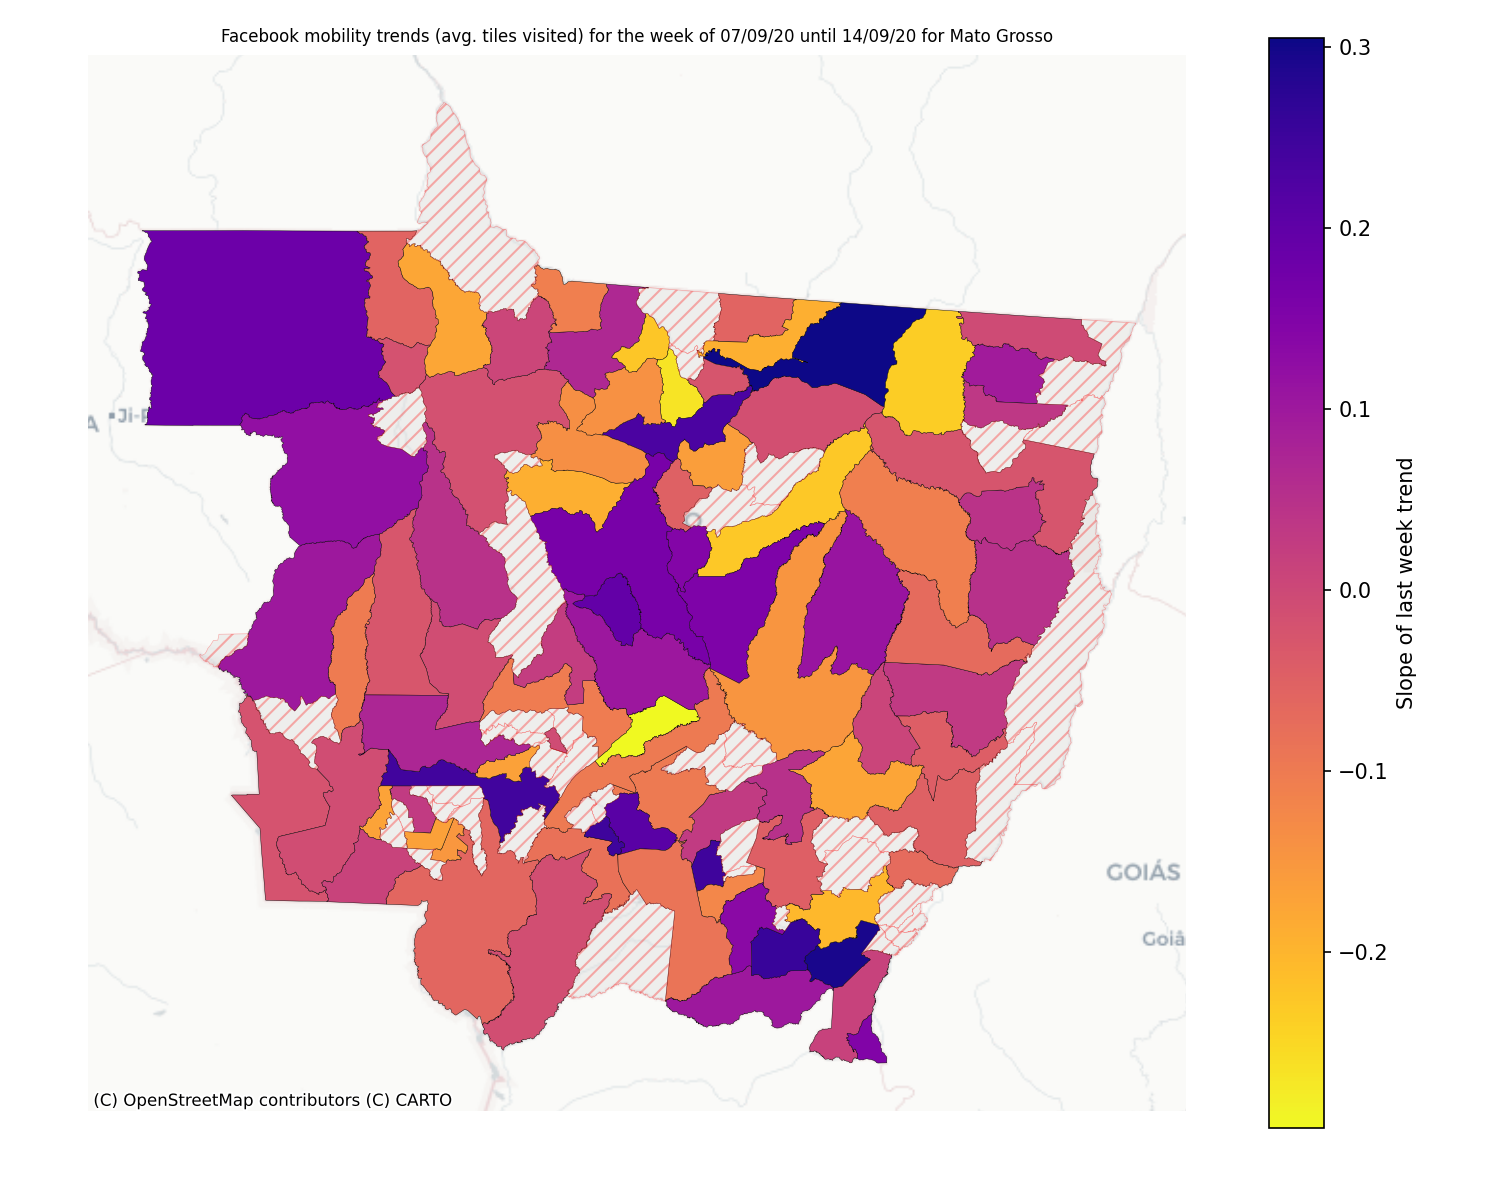 Facebook mobility trends (avg. tiles visited) for the week of 07/09/20 until 14/09/20 for Mato Grosso
0.3
0.2
0.1
0.0
−0.1
−0.2
Slope of last week trend
GOIÁS
(C) OpenStreetMap contributors (C) CARTO